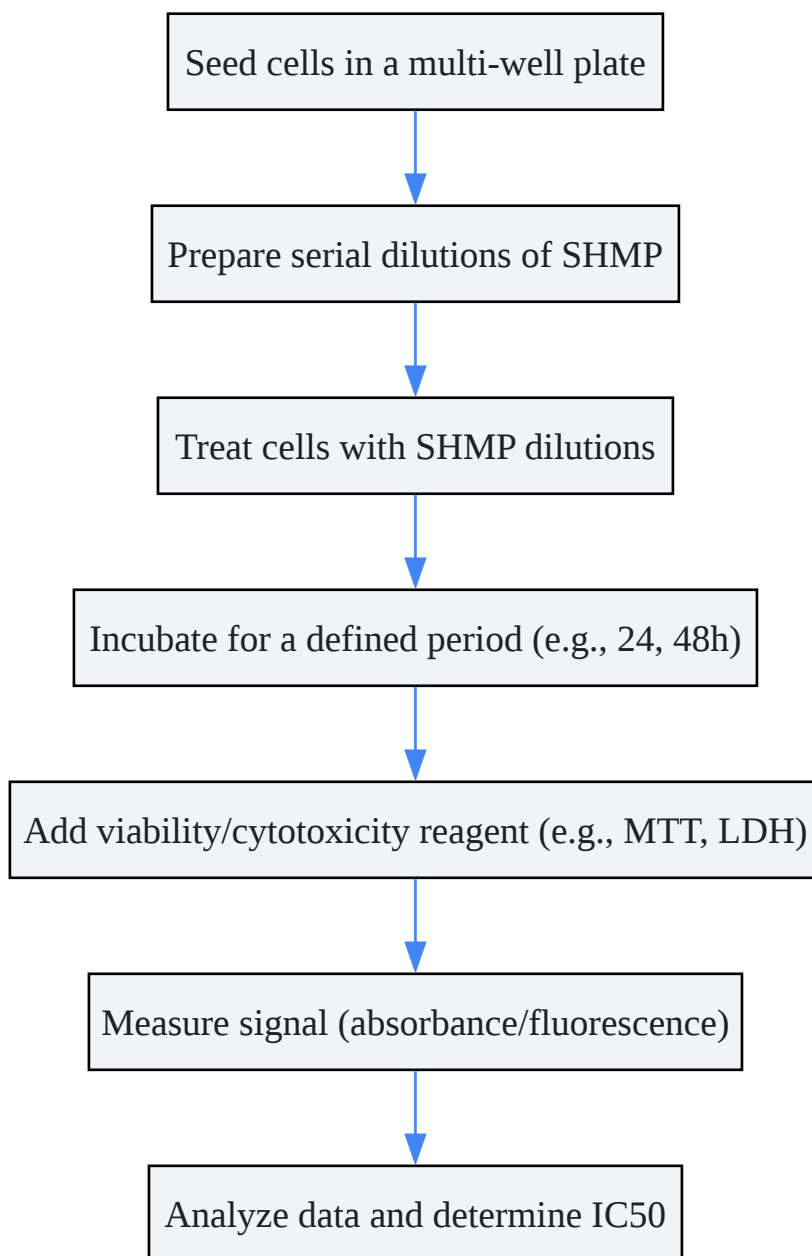 Seed cells in a multi-well plate
Prepare serial dilutions of SHMP
Treat cells with SHMP dilutions
Incubate for a defined period (e.g., 24, 48h)
Add viability/cytotoxicity reagent (e.g., MTT, LDH)
Measure signal (absorbance/fluorescence)
Analyze data and determine IC50